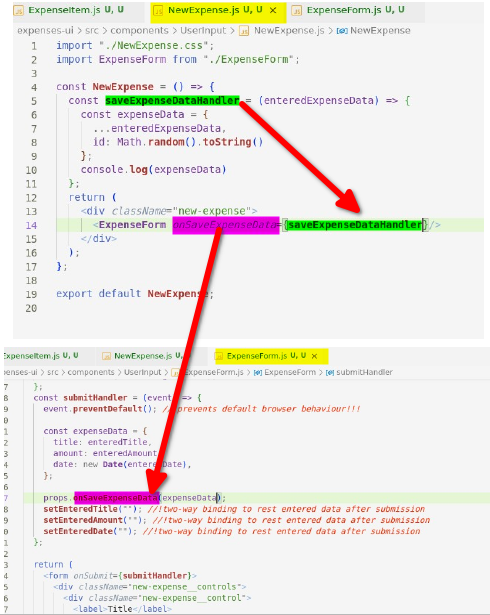 ExpenseItem.js U, U NewExpense.js U, U × ExpenseForm.js U, U
expenses-ui > src > components > UserInput > NewExpense.js > NewExpense
1 import "./NewExpense.css";
2 import ExpenseForm from "./ExpenseForm";
3
4 const NewExpense = () => {
5 const saveExpenseDataHandler = (enteredExpenseData) => {
6 const expenseData = {
7 ...enteredExpenseData,
8 id: Math.random().toString()
9 };
10 console.log(expenseData)
11 };
12 return (
13 <div className="new-expense">
14 <ExpenseForm onSaveExpenseData={saveExpenseDataHandler}/>
15 </div>
16 );
17 };
18
19 export default NewExpense;
20
ExpenseItem.js U, U NewExpense.js U, U ExpenseForm.js U, U ×
enses-ui > src > components > UserInput > ExpenseForm.js > ExpenseForm > submitHandler
7 };
8 const submitHandler = (event) => {
9 event.preventDefault(); // prevents default browser behaviour!!!
0
1 const expenseData = {
2 title: enteredTitle,
3 amount: enteredAmount,
4 date: new Date(enteredDate),
5 };
6
7 props.onSaveExpenseData(expenseData);
8 setEnteredTitle(""); //!two-way binding to rest entered data after submission
9 setEnteredAmount(""); //!two-way binding to rest entered data after submission
0 setEnteredDate(""); //!two-way binding to rest entered data after submission
1 };
2
3 return (
4 <form onSubmit={submitHandler}>
5 <div className="new-expense__controls">
6 <div className="new-expense__control">
7 <label>Title</label>